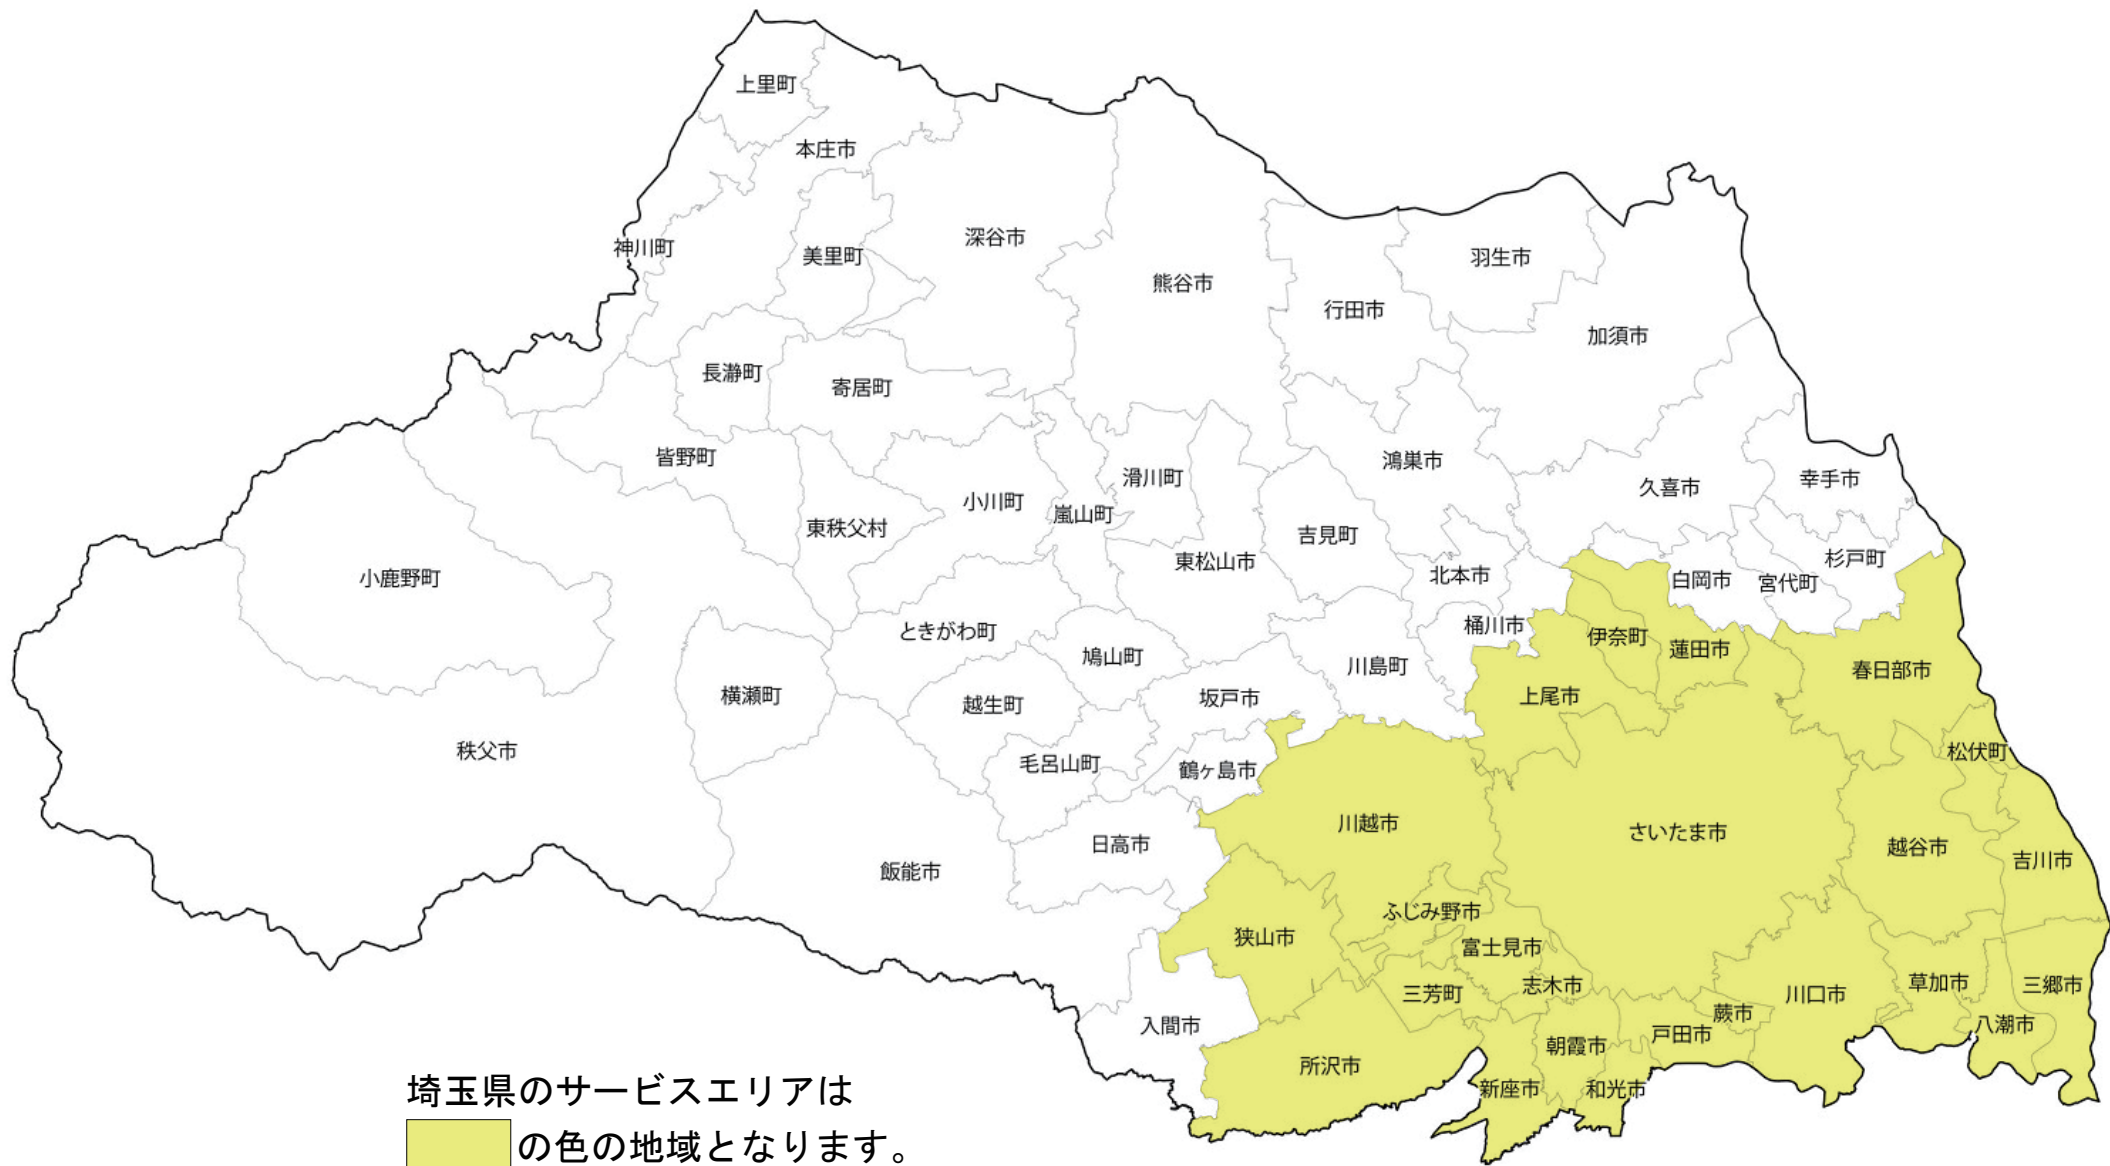 上里町
本庄市
神川町
美里町
深谷市
熊谷市
行田市
羽生市
加須市
長瀞町
寄居町
皆野町
東秩父村
小川町
嵐山町
滑川町
東松山市
吉見町
鴻巣市
北本市
久喜市
幸手市
杉戸町
宮代町
白岡市
小鹿野町
ときがわ町
鳩山町
桶川市
伊奈町
蓮田市
春日部市
横瀬町
越生町
坂戸市
川島町
上尾市
松伏町
秩父市
毛呂山町
鶴ヶ島市
川越市
さいたま市
越谷市
吉川市
飯能市
日高市
狭山市
ふじみ野市
富士見市
志木市
三芳町
川口市
草加市
三郷市
八潮市
蕨市
戸田市
入間市
所沢市
朝霞市
新座市
和光市
埼玉県のサービスエリアは
の色の地域となります。